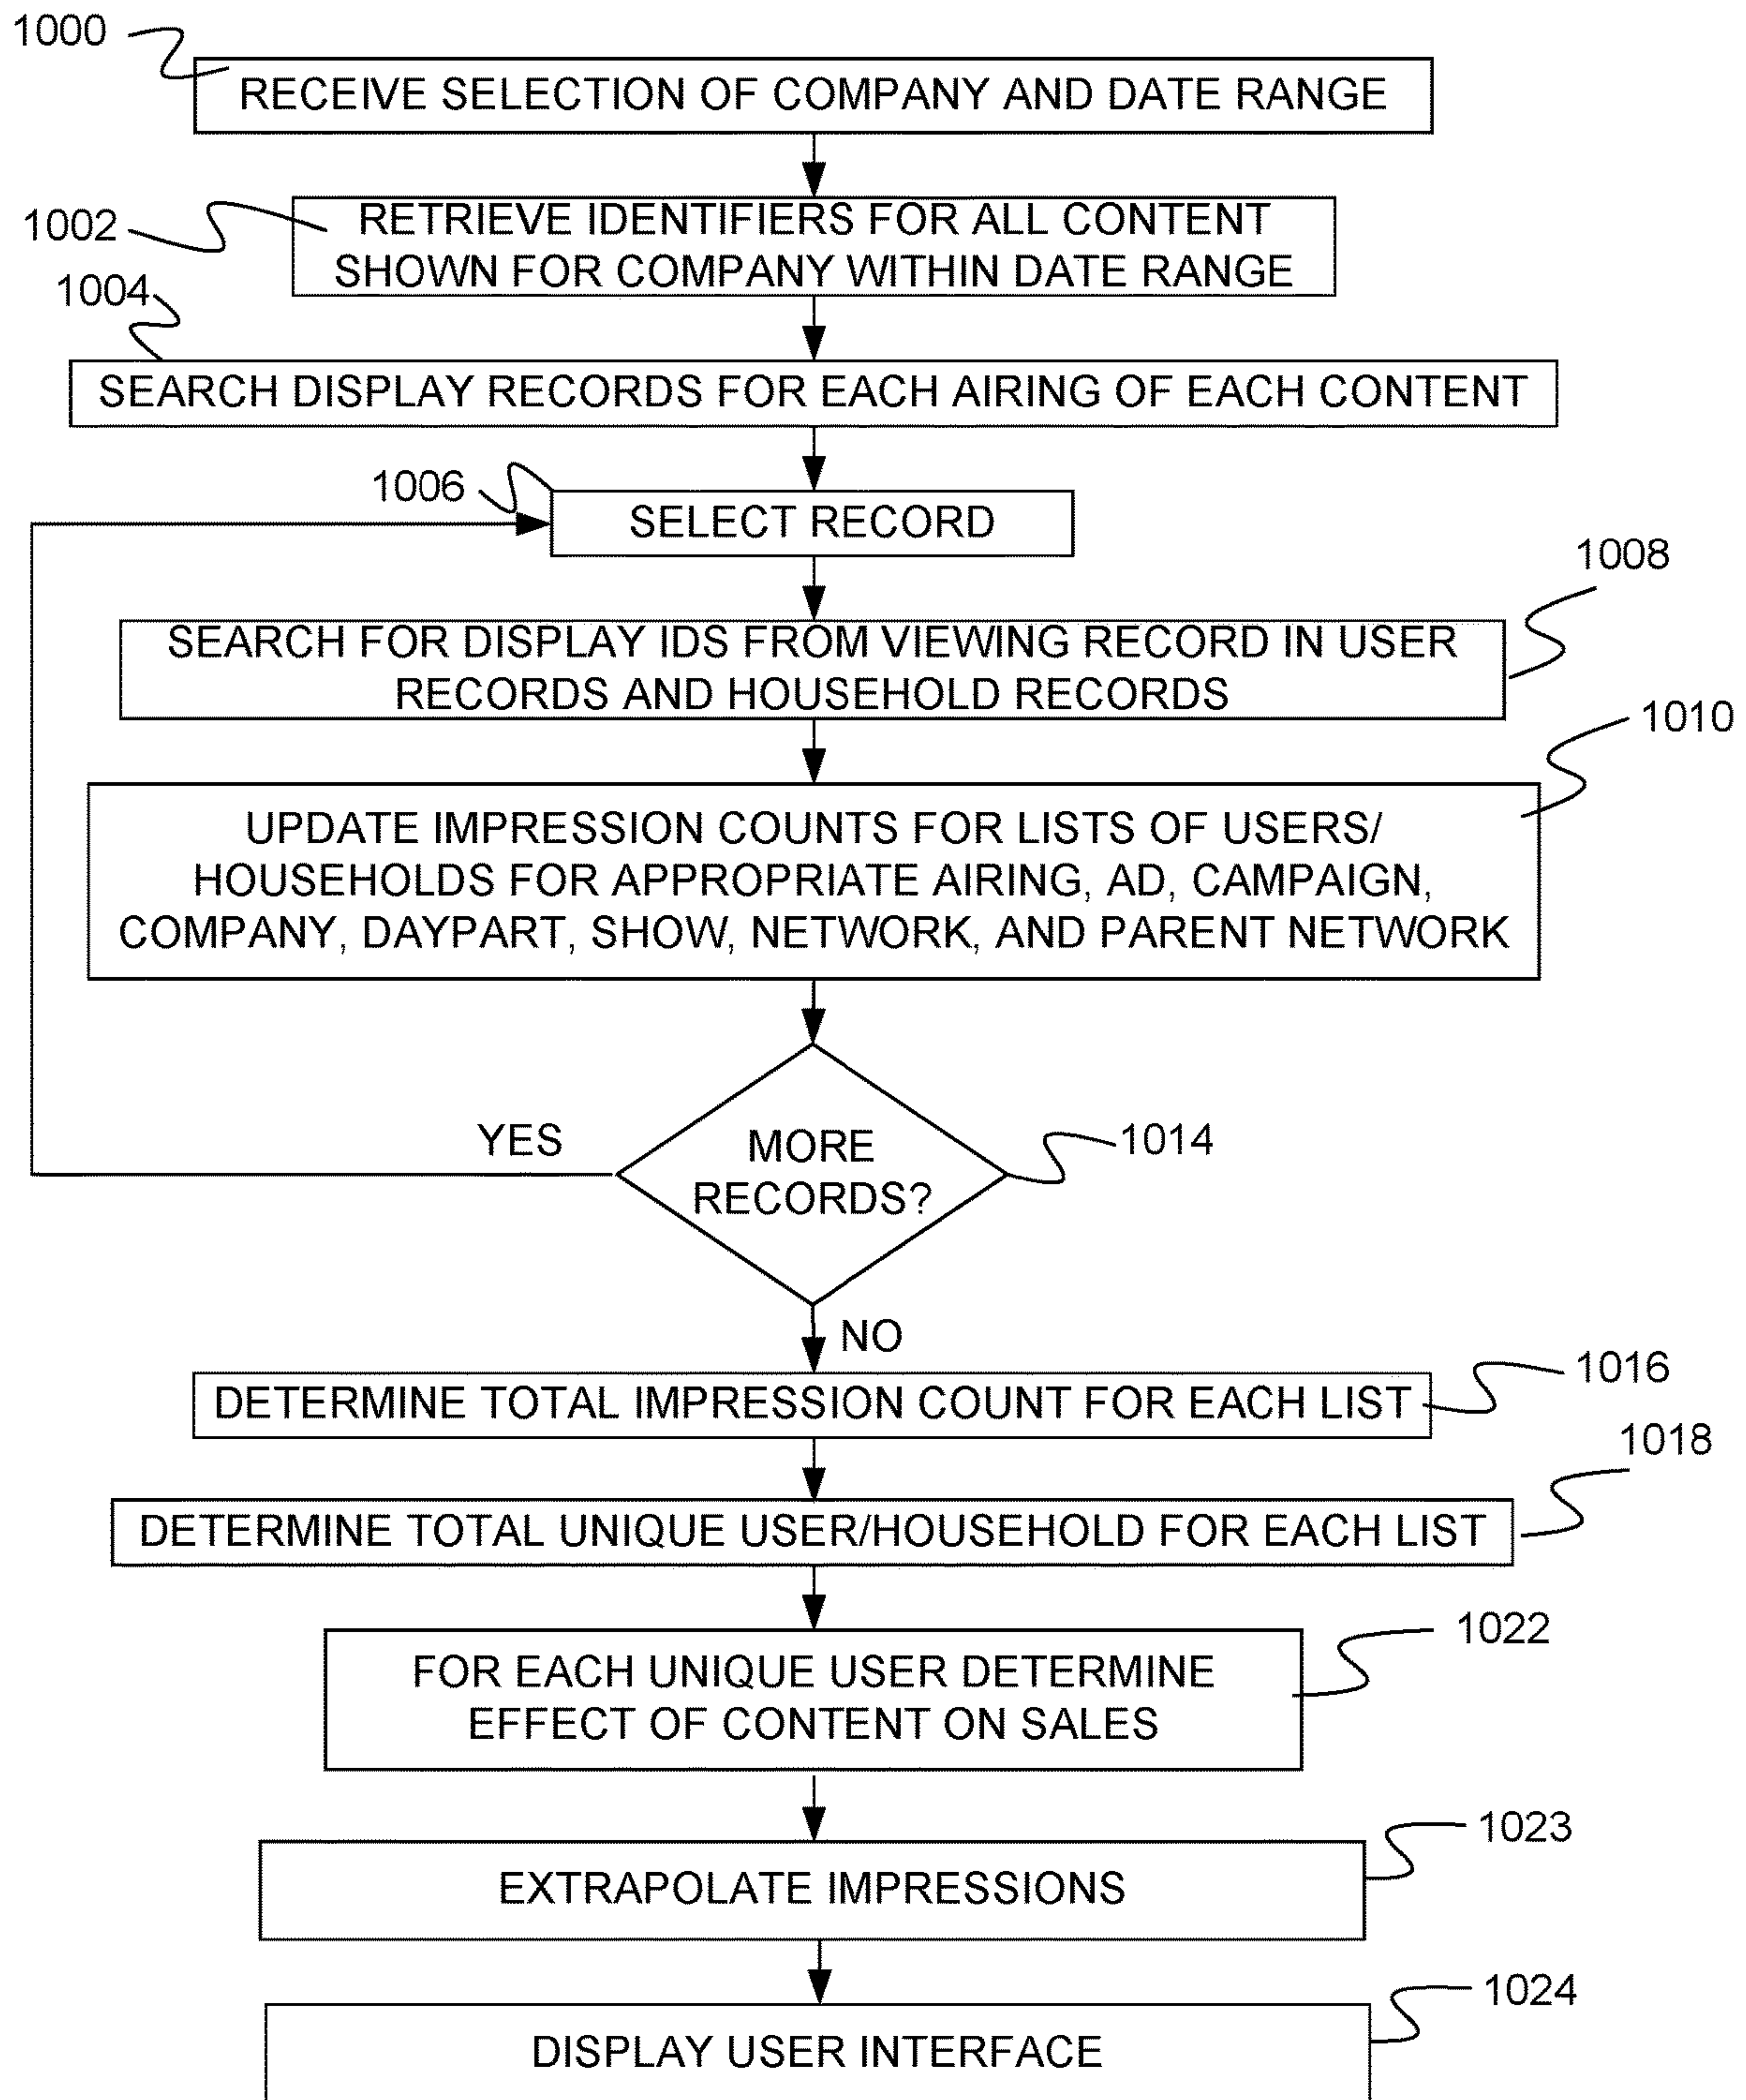 1000
RECEIVE SELECTION OF COMPANY AND DATE RANGE
1002
RETRIEVE IDENTIFIERS FOR ALL CONTENT
SHOWN FOR COMPANY WITHIN DATE RANGE
1004
SEARCH DISPLAY RECORDS FOR EACH AIRING OF EACH CONTENT
1006
SELECT RECORD
1008
SEARCH FOR DISPLAY IDS FROM VIEWING RECORD IN USER
RECORDS AND HOUSEHOLD RECORDS
1010
UPDATE IMPRESSION COUNTS FOR LISTS OF USERS/
HOUSEHOLDS FOR APPROPRIATE AIRING, AD, CAMPAIGN,
COMPANY, DAYPART, SHOW, NETWORK, AND PARENT NETWORK
YES
MORE
RECORDS?
1014
NO
1016
DETERMINE TOTAL IMPRESSION COUNT FOR EACH LIST
1018
DETERMINE TOTAL UNIQUE USER/HOUSEHOLD FOR EACH LIST
1022
FOR EACH UNIQUE USER DETERMINE
EFFECT OF CONTENT ON SALES
1023
EXTRAPOLATE IMPRESSIONS
1024
DISPLAY USER INTERFACE